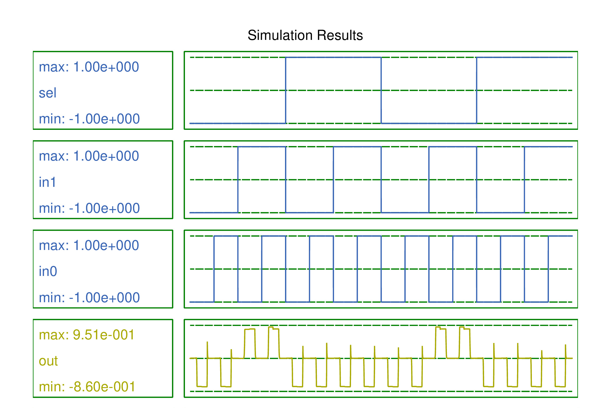 Simulation Results
max: 1.00e+000
sel
min: -1.00e+000
max: 1.00e+000
in1
min: -1.00e+000
max: 1.00e+000
in0
min: -1.00e+000
max: 9.51e-001
out
min: -8.60e-001